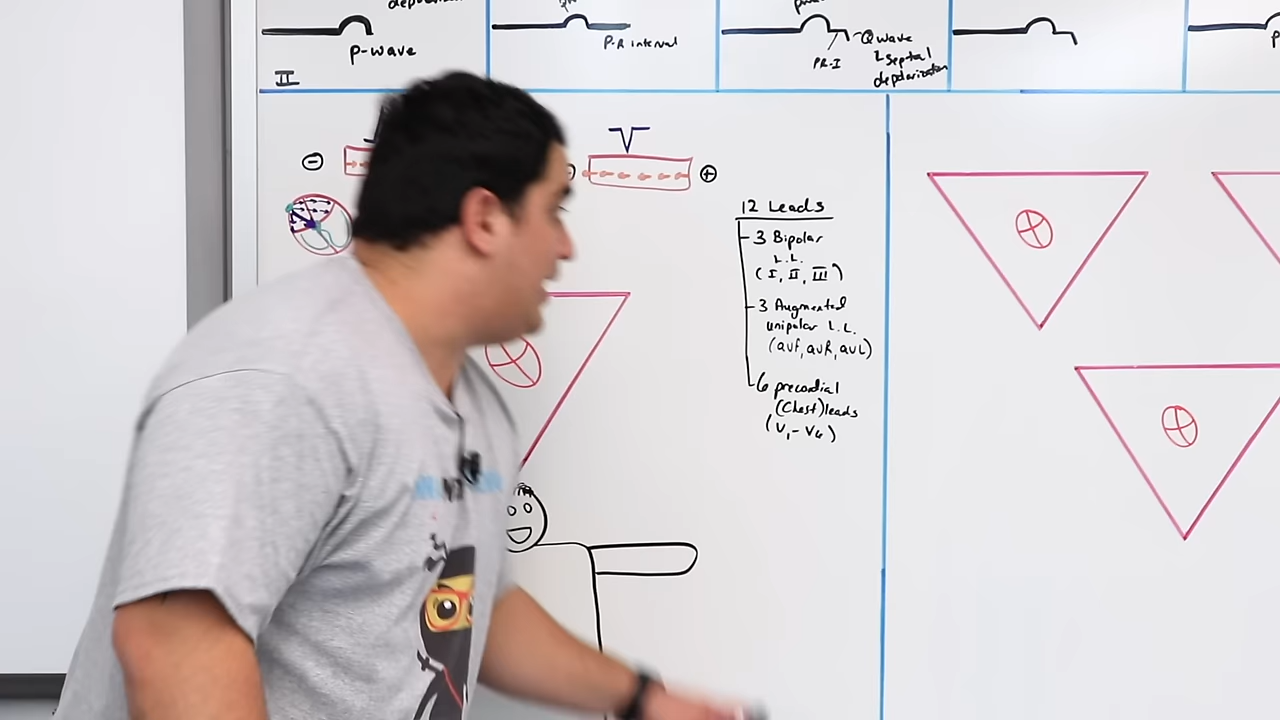 P-wave
II
P-R interval
PR-I
Q wave
septal
depolarization
12 Leads
3 Bipolar
L.L.
(I, II, III)
3 Augmented
unipolar L.L.
(aVF, aVR, aVL)
6 precordial
(Chest) leads
(V1-V6)